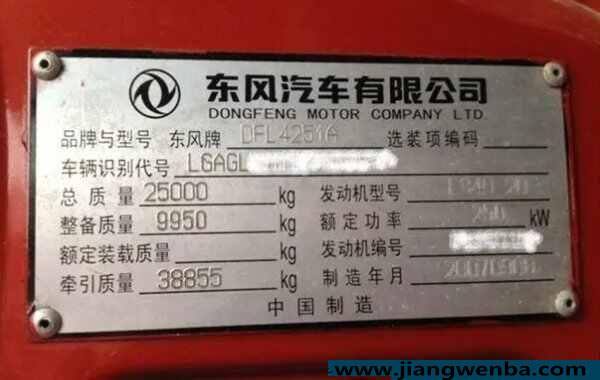 东风汽车有限公司
DONGFENG MOTOR COMPANY LTD.
品牌与型号 东风牌 DFL4251A 选装项编码
车辆识别代号 LGAGL
总质量 25000 kg 发动机型号
整备质量 9950 kg 额定功率 250 kW
额定装载质量 kg 发动机编号
牵引质量 38855 kg 制造年月
中国制造
www.jiangwenba.com